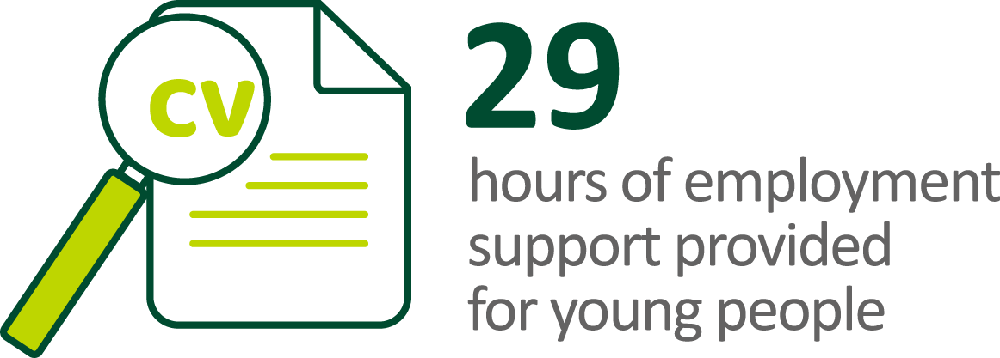 CV
29
hours of employment
support provided
for young people